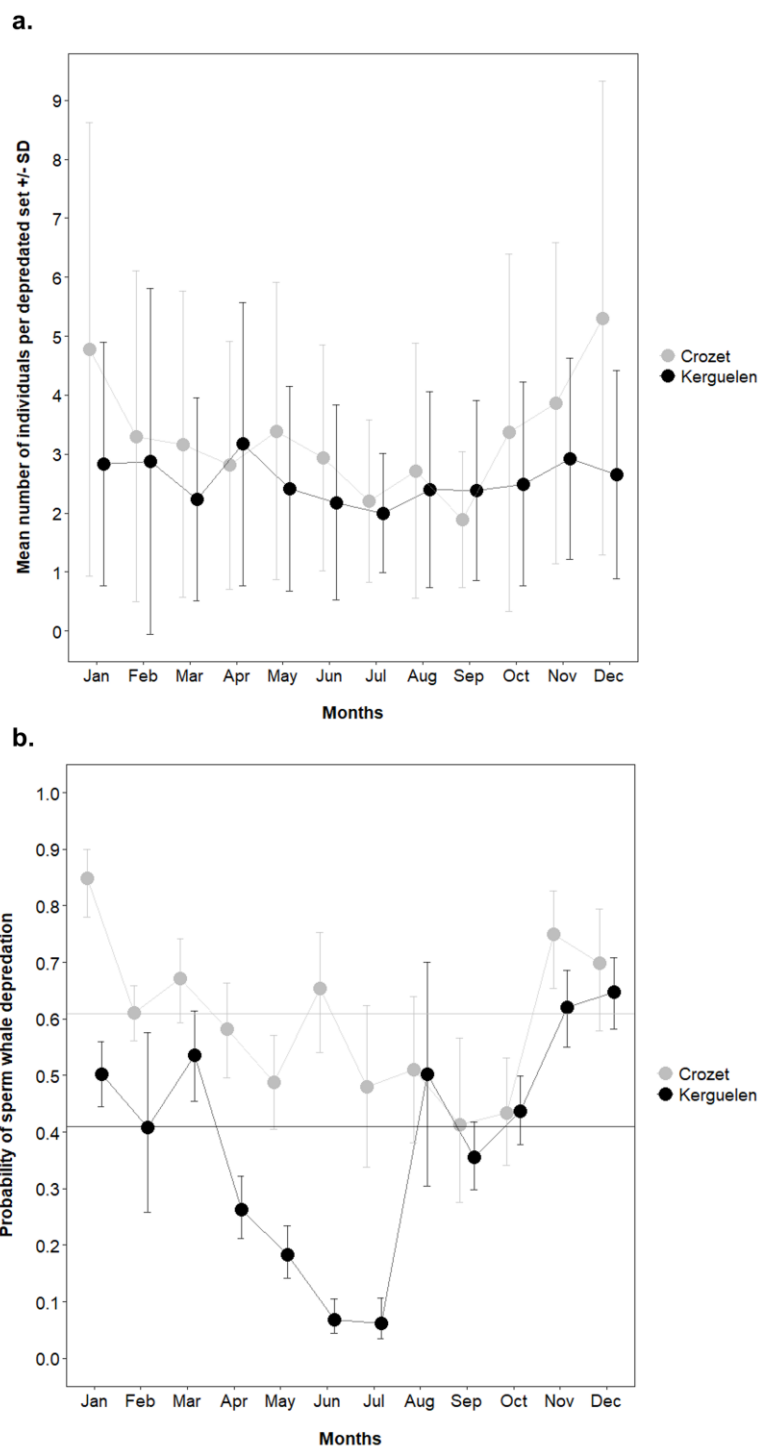 a.
Mean number of individuals per depredated set +/- SD
9
8
7
6
5
4
3
2
1
0
Crozet
Kerguelen
Jan Feb Mar Apr May Jun Jul Aug Sep Oct Nov Dec
Months
b.
Probability of sperm whale depredation
1.0
0.9
0.8
0.7
0.6
0.5
0.4
0.3
0.2
0.1
0.0
Crozet
Kerguelen
Jan Feb Mar Apr May Jun Jul Aug Sep Oct Nov Dec
Months